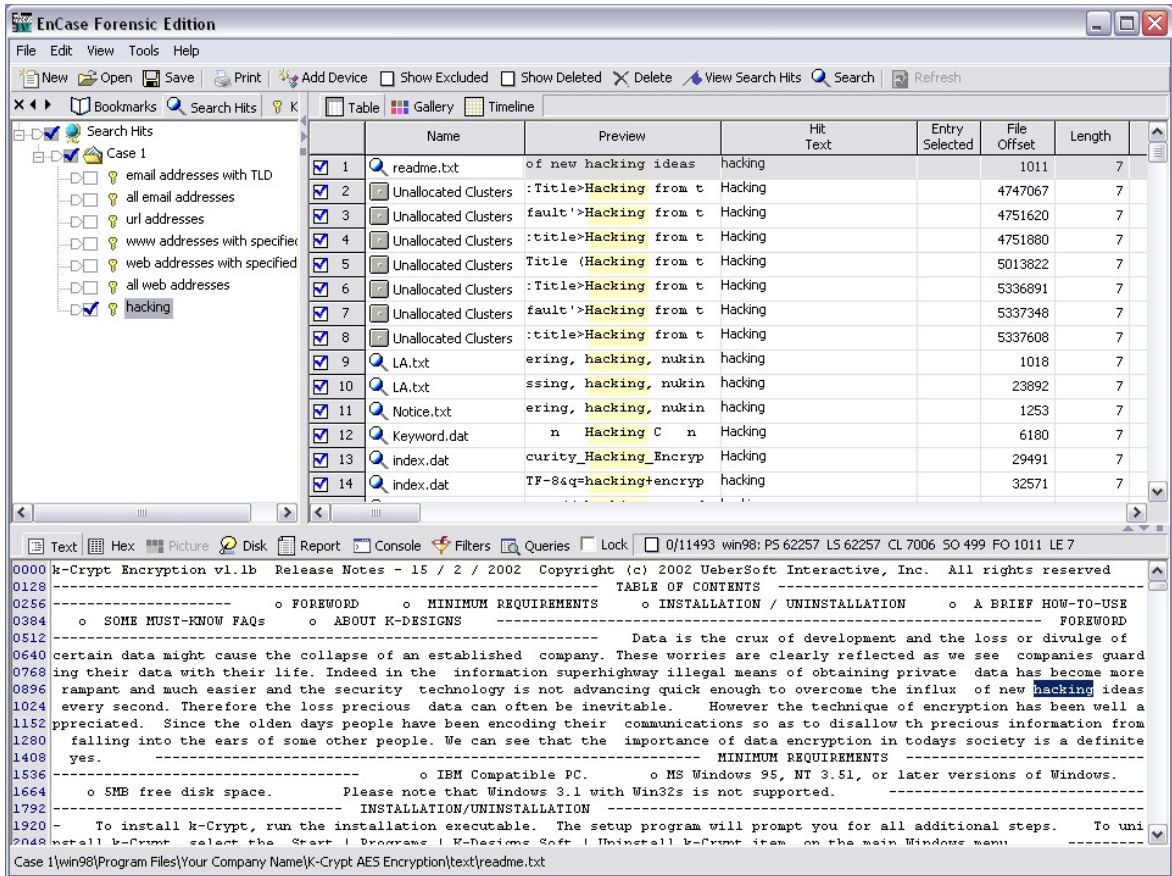 EnCase Forensic Edition
File Edit View Tools Help
New Open Save Print Add Device Show Excluded Show Deleted Delete View Search Hits Search Refresh
Bookmarks Search Hits K Table Gallery Timeline
Search Hits
Case 1
email addresses with TLD
all email addresses
url addresses
www addresses with specified
web addresses with specified
all web addresses
hacking
Name Preview Hit Text Entry Selected File Offset Length
1 readme.txt of new hacking ideas hacking 1011 7
2 Unallocated Clusters :Title>Hacking from t Hacking 4747067 7
3 Unallocated Clusters fault'>Hacking from t Hacking 4751620 7
4 Unallocated Clusters :title>Hacking from t Hacking 4751880 7
5 Unallocated Clusters Title (Hacking from t Hacking 5013822 7
6 Unallocated Clusters :Title>Hacking from t Hacking 5336891 7
7 Unallocated Clusters fault'>Hacking from t Hacking 5337348 7
8 Unallocated Clusters :title>Hacking from t Hacking 5337608 7
9 LA.txt ering, hacking, nukin hacking 1018 7
10 LA.txt ssing, hacking, nukin hacking 23892 7
11 Notice.txt ering, hacking, nukin hacking 1253 7
12 Keyword.dat n Hacking C n Hacking 6180 7
13 index.dat curity_Hacking_Encryp Hacking 29491 7
14 index.dat TF-8&q=hacking+encryp hacking 32571 7
Text Hex Picture Disk Report Console Filters Queries Lock 0/11493 win98: PS 62257 LS 62257 CL 7006 SO 499 FO 1011 LE 7
0000 k-Crypt Encryption v1.1b Release Notes - 15 / 2 / 2002 Copyright (c) 2002 UeberSoft Interactive, Inc. All rights reserved
0128 ---------- TABLE OF CONTENTS ----------
0256 ---------- o FOREWORD o MINIMUM REQUIREMENTS o INSTALLATION / UNINSTALLATION o A BRIEF HOW-TO-USE
0384 o SOME MUST-KNOW FAQs o ABOUT K-DESIGNS ---------- FOREWORD
0512 ---------- Data is the crux of development and the loss or divulge of
0640 certain data might cause the collapse of an established company. These worries are clearly reflected as we see companies guard
0768 ing their data with their life. Indeed in the information superhighway illegal means of obtaining private data has become more
0896 rampant and much easier and the security technology is not advancing quick enough to overcome the influx of new hacking ideas
1024 every second. Therefore the loss precious data can often be inevitable. However the technique of encryption has been well a
1152 ppreciated. Since the olden days people have been encoding their communications so as to disallow th precious information from
1280 falling into the ears of some other people. We can see that the importance of data encryption in todays society is a definite
1408 yes. ---------- MINIMUM REQUIREMENTS ----------
1536 ---------- o IBM Compatible PC. o MS Windows 95, NT 3.51, or later versions of Windows.
1664 o 5MB free disk space. Please note that Windows 3.1 with Win32s is not supported. ----------
1792 ---------- INSTALLATION/UNINSTALLATION ----------
1920 - To install k-Crypt, run the installation executable. The setup program will prompt you for all additional steps. To uni
2048 nstall k-Crypt, select the Start | Programs | K-Designs Soft | Uninstall k-Crypt item on the main Windows menu ---------
Case 1\win98\Program Files\Your Company Name\K-Crypt AES Encryption\text\readme.txt